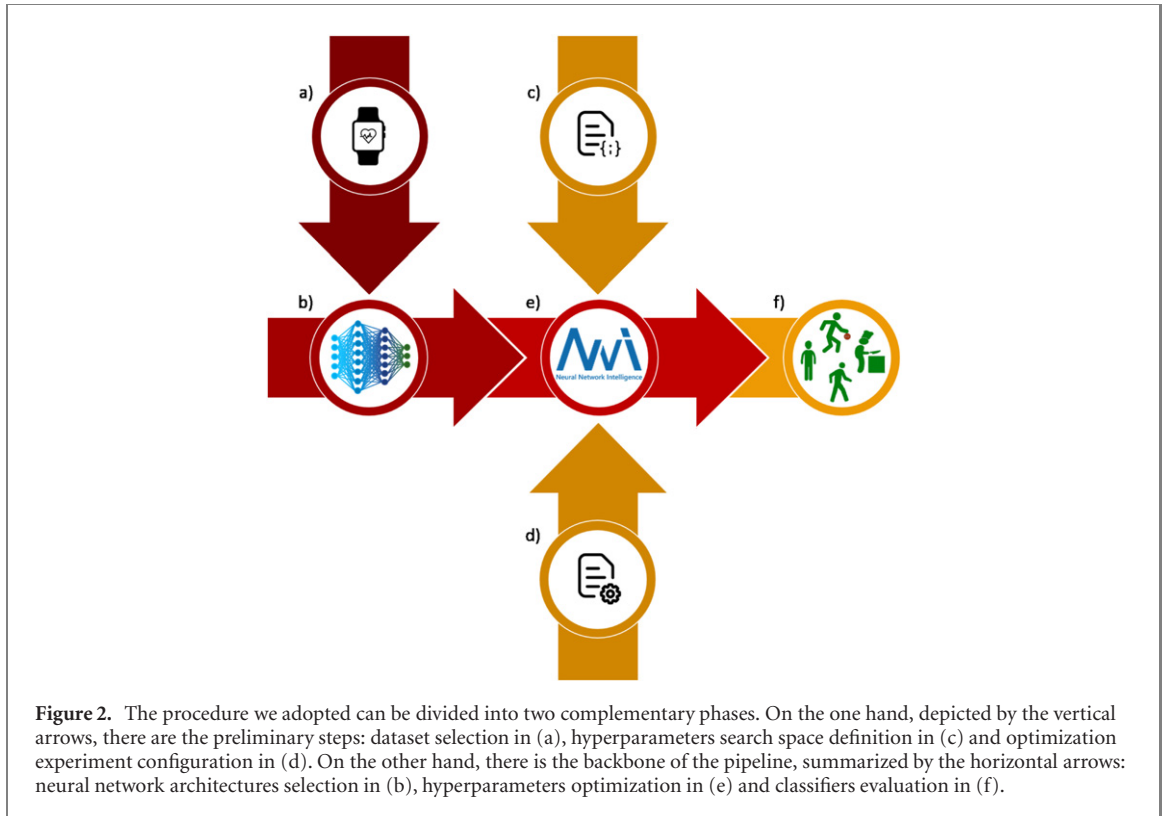 a)
c)
{;}
b)
e)
f)
Neural Network Intelligence
d)
Figure 2. The procedure we adopted can be divided into two complementary phases. On the one hand, depicted by the vertical
arrows, there are the preliminary steps: dataset selection in (a), hyperparameters search space definition in (c) and optimization
experiment configuration in (d). On the other hand, there is the backbone of the pipeline, summarized by the horizontal arrows:
neural network architectures selection in (b), hyperparameters optimization in (e) and classifiers evaluation in (f).